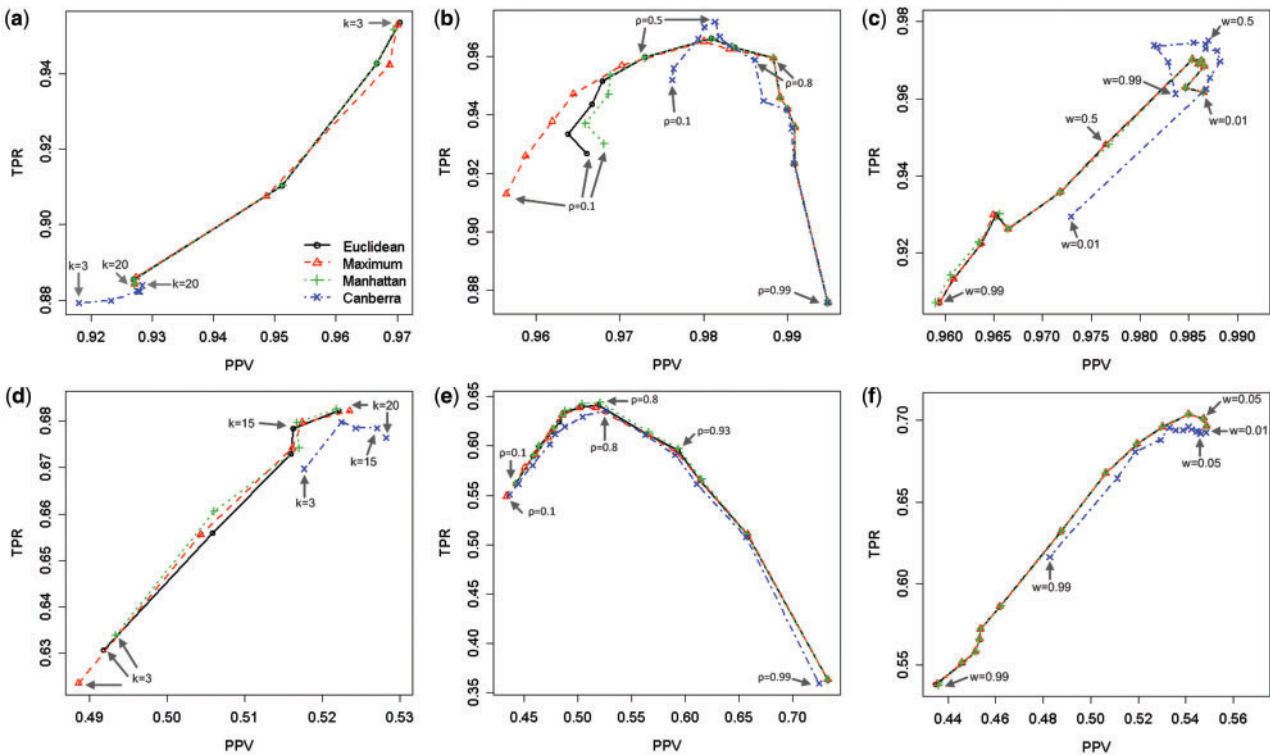 (a)
TPR
0.94
0.92
0.90
0.88
k=3
k=3
k=20
k=20
Euclidean
Maximum
Manhattan
Canberra
0.92 0.93 0.94 0.95 0.96 0.97
PPV
(b)
TPR
0.96
0.94
0.92
0.90
0.88
ρ=0.5
ρ=0.8
ρ=0.1
ρ=0.1
ρ=0.99
0.96 0.97 0.98 0.99
PPV
(c)
TPR
0.98
0.96
0.94
0.92
w=0.5
w=0.99
w=0.01
w=0.5
w=0.01
w=0.99
0.960 0.965 0.970 0.975 0.980 0.985 0.990
PPV
(d)
TPR
0.68
0.67
0.66
0.65
0.64
0.63
k=20
k=15
k=15
k=3
k=3
0.49 0.50 0.51 0.52 0.53
PPV
(e)
TPR
0.65
0.60
0.55
0.50
0.45
0.40
0.35
ρ=0.8
ρ=0.93
ρ=0.1
ρ=0.8
ρ=0.1
ρ=0.99
0.45 0.50 0.55 0.60 0.65 0.70
PPV
(f)
TPR
0.70
0.65
0.60
0.55
w=0.05
w=0.01
w=0.05
w=0.99
w=0.99
0.44 0.46 0.48 0.50 0.52 0.54 0.56
PPV